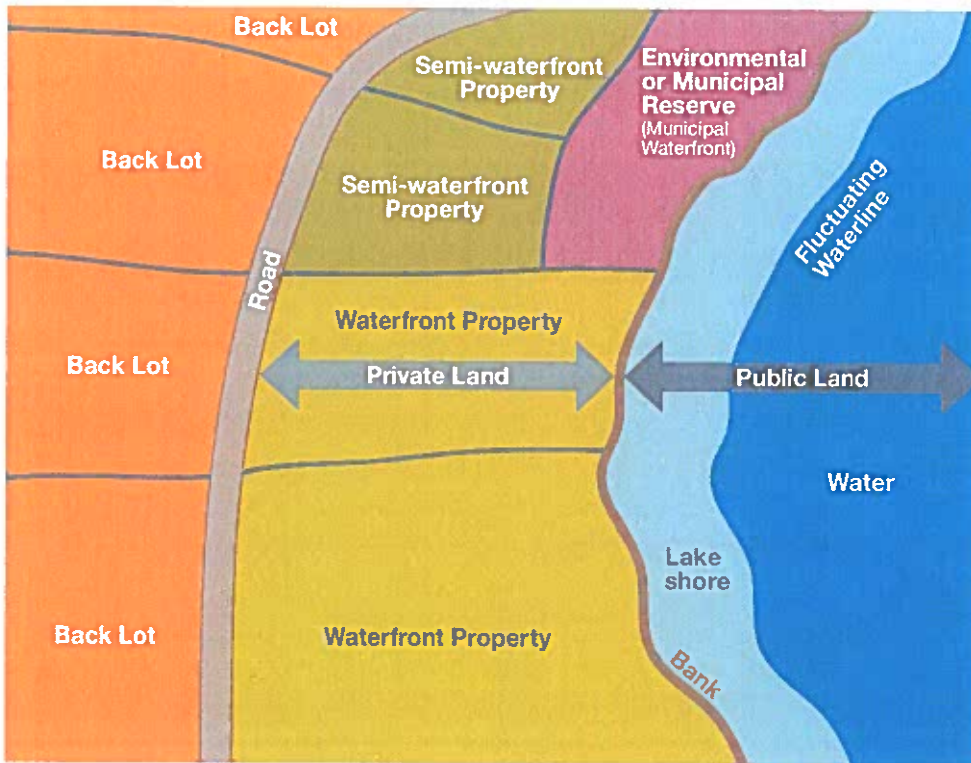 Back Lot
Semi-waterfront
Property
Environmental
or Municipal
Reserve
(Municipal
Waterfront)
Back Lot
Semi-waterfront
Property
Fluctuating
Waterline
Road
Waterfront Property
Back Lot
Private Land
Public Land
Water
Lake
shore
Back Lot
Waterfront Property
Bank